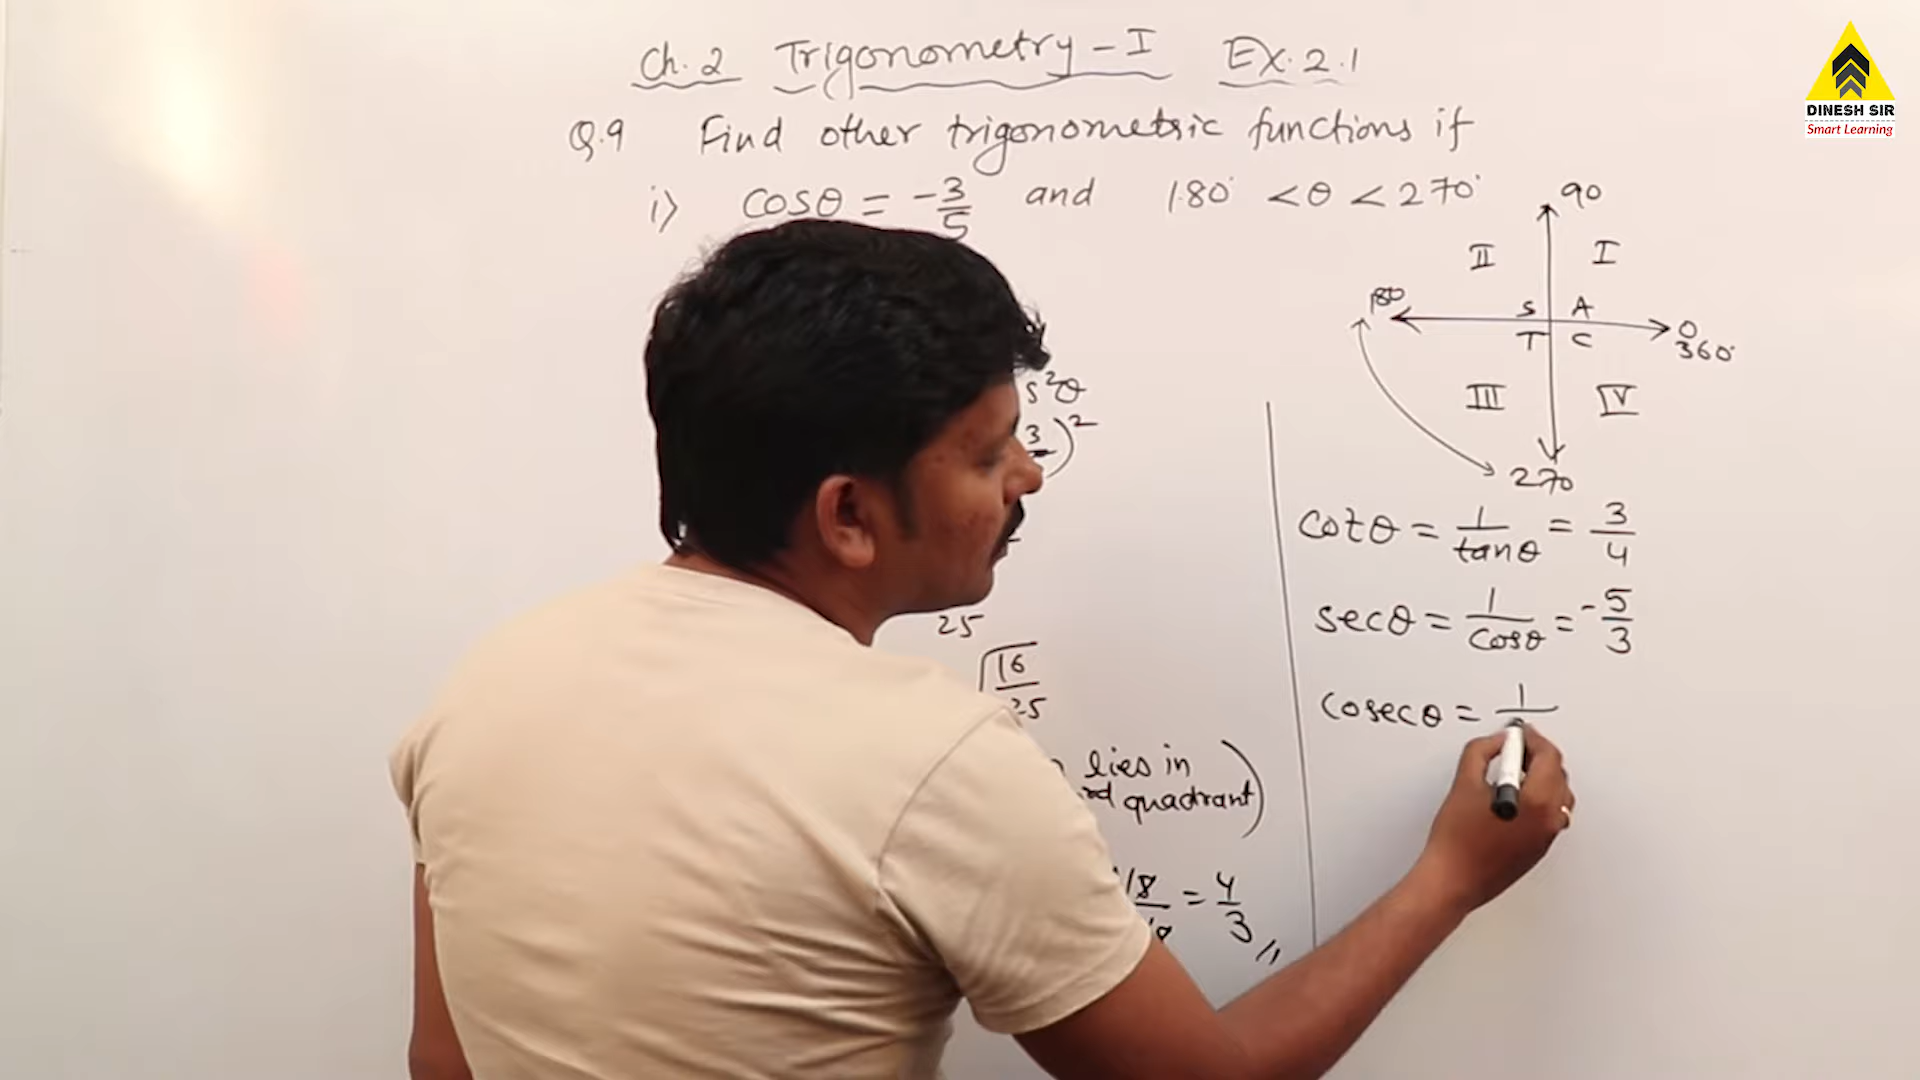 Ch. 2 Trigonometry - I Ex. 2.1
Q.9 Find other trigonometric functions if
i) cosθ = -3/5 and 180° < θ < 270°
90
II I
180 S A 0
T C 360°
III IV
270
s²θ
3 )²
25
√16/25
lies in
rd quadrant)
= 4/3 //
cotθ = 1/tanθ = 3/4
secθ = 1/cosθ = -5/3
cosecθ = 1
DINESH SIR
Smart Learning